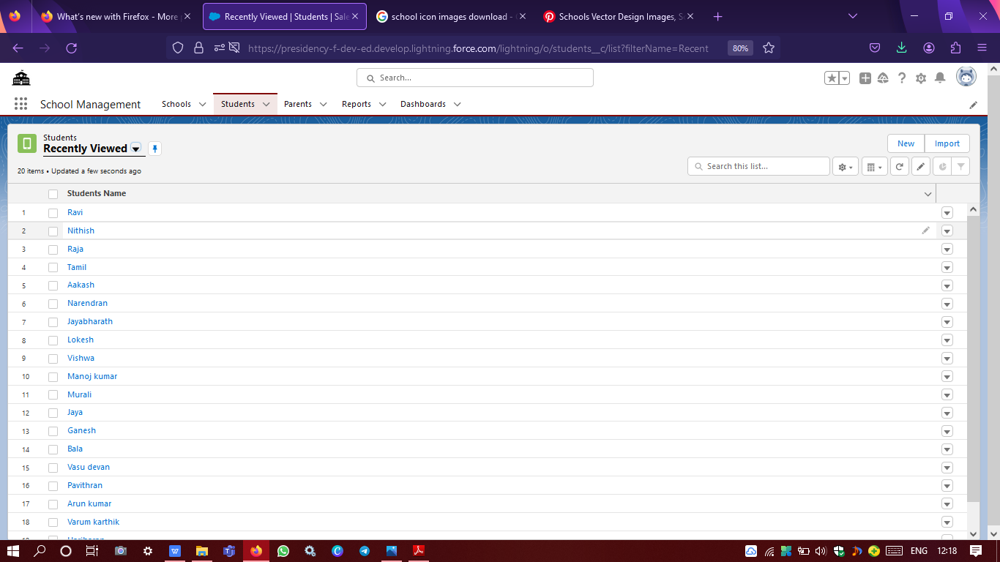 What's new with Firefox - More
Recently Viewed | Students | Sale
school icon images download -
Schools Vector Design Images, S
https://presidency-f-dev-ed.develop.lightning.force.com/lightning/o/students__c/list?filterName=Recent
80%
Search...
School Management
Schools
Students
Parents
Reports
Dashboards
Students
Recently Viewed
New
Import
20 items • Updated a few seconds ago
Search this list...
Students Name
1 Ravi
2 Nithish
3 Raja
4 Tamil
5 Aakash
6 Narendran
7 Jayabharath
8 Lokesh
9 Vishwa
10 Manoj kumar
11 Murali
12 Jaya
13 Ganesh
14 Bala
15 Vasu devan
16 Pavithran
17 Arun kumar
18 Varum karthik
ENG
12:18